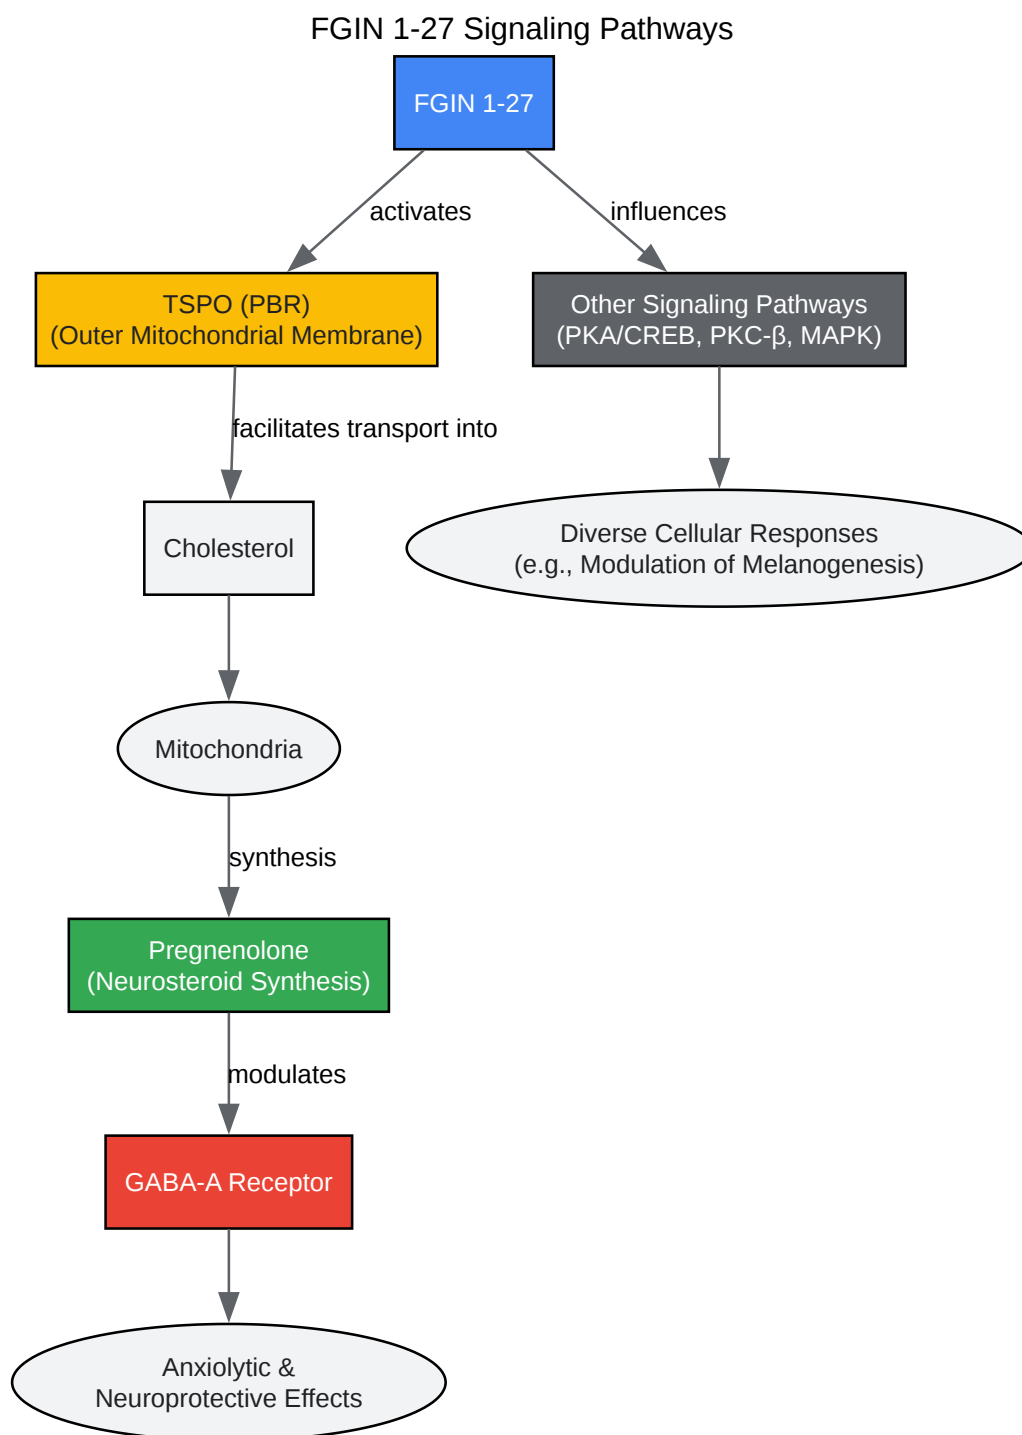 FGIN 1-27 Signaling Pathways
FGIN 1-27
activates
influences
TSPO (PBR)
(Outer Mitochondrial Membrane)
Other Signaling Pathways
(PKA/CREB, PKC-β, MAPK)
facilitates transport into
Cholesterol
Diverse Cellular Responses
(e.g., Modulation of Melanogenesis)
Mitochondria
synthesis
Pregnenolone
(Neurosteroid Synthesis)
modulates
GABA-A Receptor
Anxiolytic &
Neuroprotective Effects